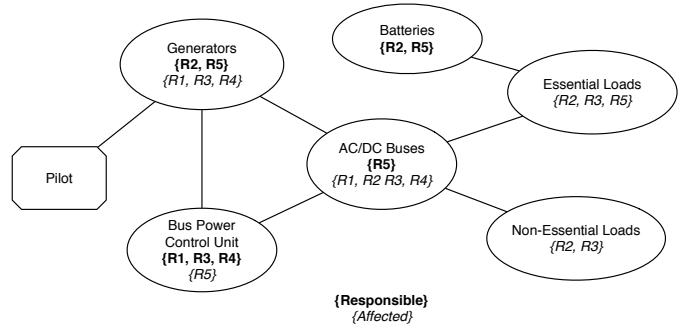 Generators
{R2, R5}
{R1, R3, R4}
Batteries
{R2, R5}
Essential Loads
{R2, R3, R5}
Pilot
AC/DC Buses
{R5}
{R1, R2 R3, R4}
Bus Power
Control Unit
{R1, R3, R4}
{R5}
Non-Essential Loads
{R2, R3}
{Responsible}
{Affected}